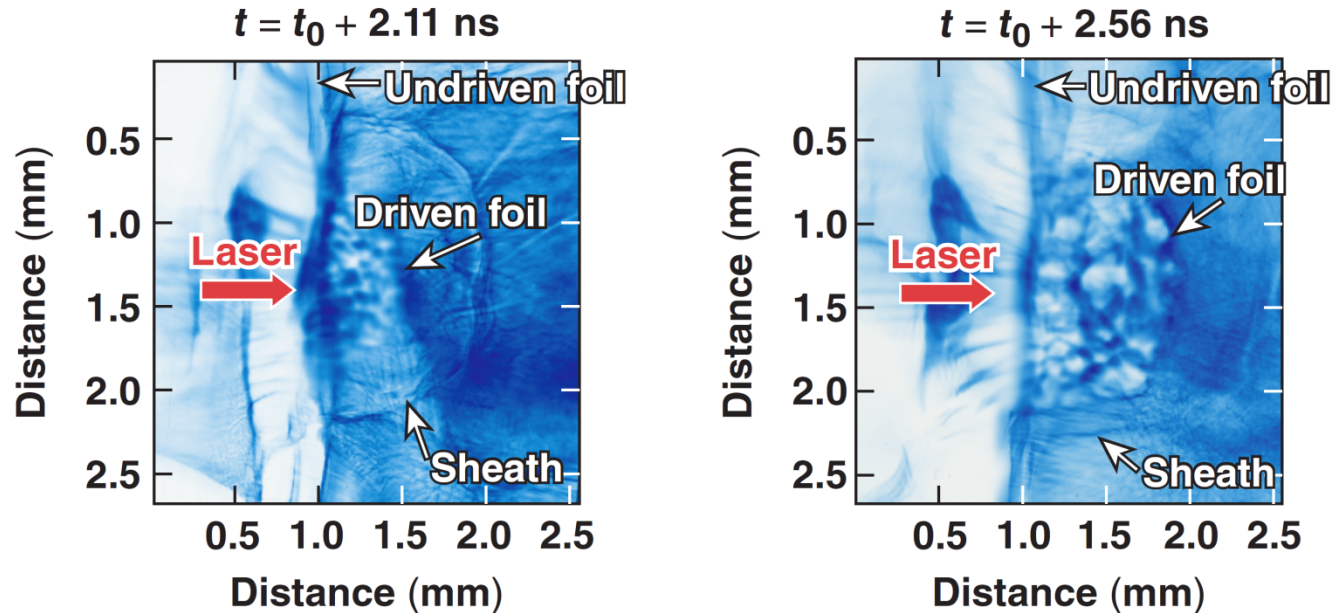 t = t0 + 2.11 ns
Undriven foil
Driven foil
Laser
Sheath
Distance (mm)
0.5
1.0
1.5
2.0
2.5
0.5 1.0 1.5 2.0 2.5
Distance (mm)
t = t0 + 2.56 ns
Undriven foil
Driven foil
Laser
Sheath
Distance (mm)
0.5
1.0
1.5
2.0
2.5
0.5 1.0 1.5 2.0 2.5
Distance (mm)